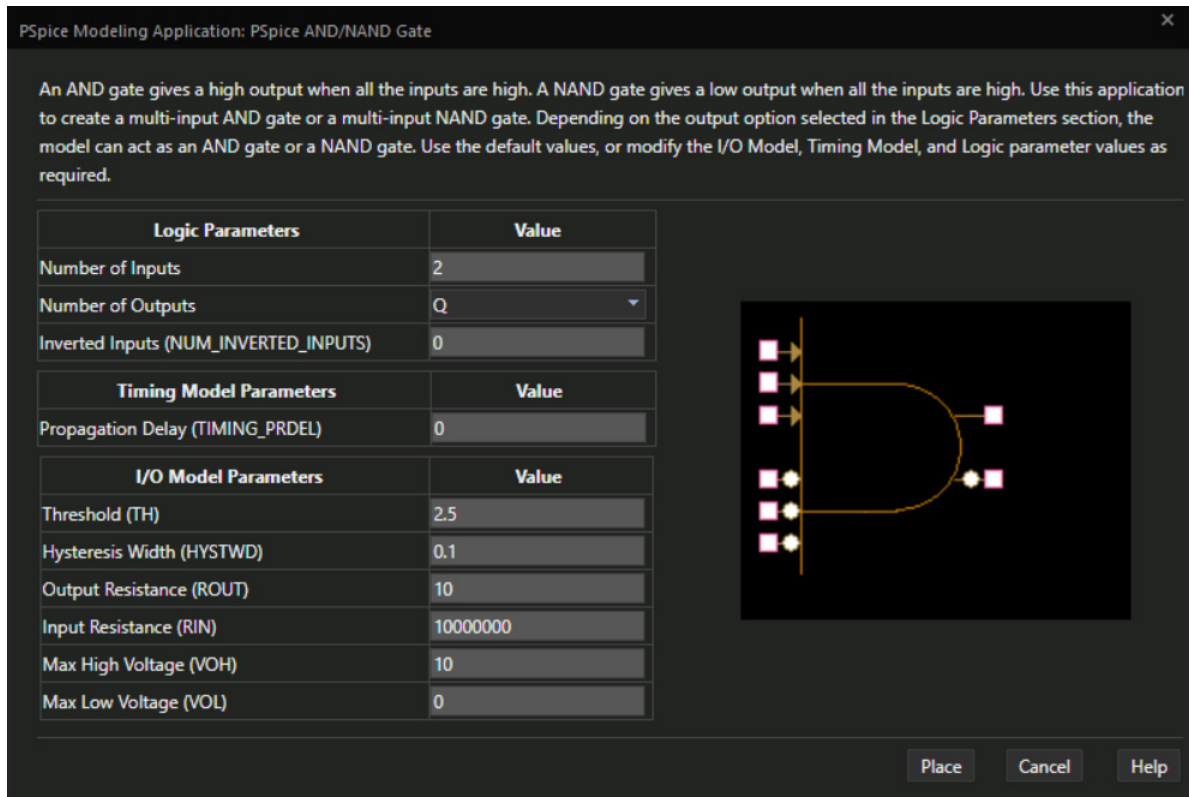 PSpice Modeling Application: PSpice AND/NAND Gate
×
An AND gate gives a high output when all the inputs are high. A NAND gate gives a low output when all the inputs are high. Use this application
to create a multi-input AND gate or a multi-input NAND gate. Depending on the output option selected in the Logic Parameters section, the
model can act as an AND gate or a NAND gate. Use the default values, or modify the I/O Model, Timing Model, and Logic parameter values as
required.
Logic Parameters Value
Number of Inputs 2
Number of Outputs Q
Inverted Inputs (NUM_INVERTED_INPUTS) 0
Timing Model Parameters Value
Propagation Delay (TIMING_PRDEL) 0
I/O Model Parameters Value
Threshold (TH) 2.5
Hysteresis Width (HYSTWD) 0.1
Output Resistance (ROUT) 10
Input Resistance (RIN) 10000000
Max High Voltage (VOH) 10
Max Low Voltage (VOL) 0
Place Cancel Help